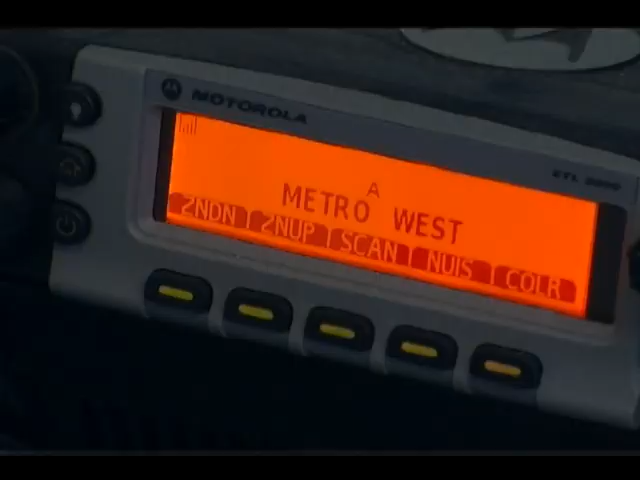 MOTOROLA
A
METRO WEST
ZNDN ZNUP SCAN NUIS COLR